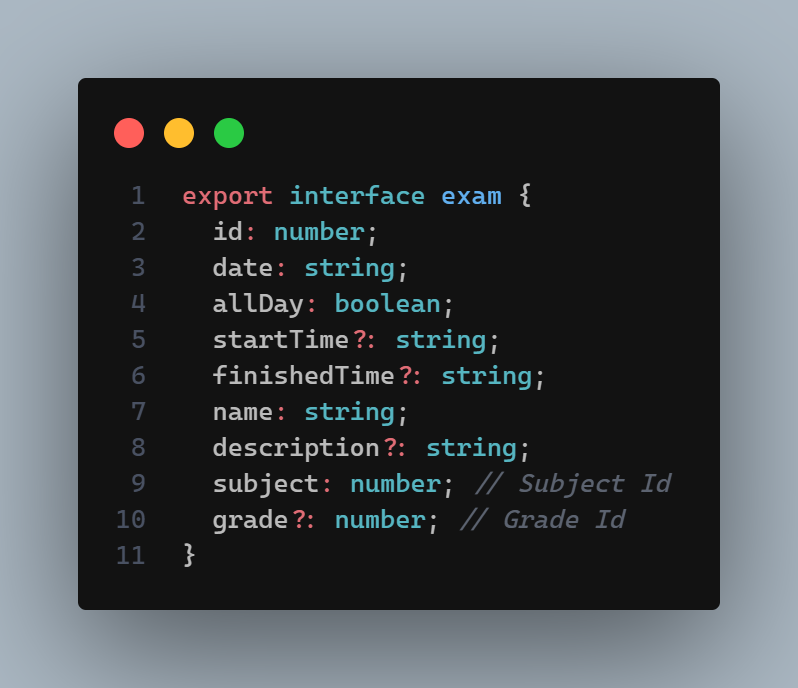 1 export interface exam {
2   id: number;
3   date: string;
4   allDay: boolean;
5   startTime?: string;
6   finishedTime?: string;
7   name: string;
8   description?: string;
9   subject: number; // Subject Id
10   grade?: number; // Grade Id
11 }